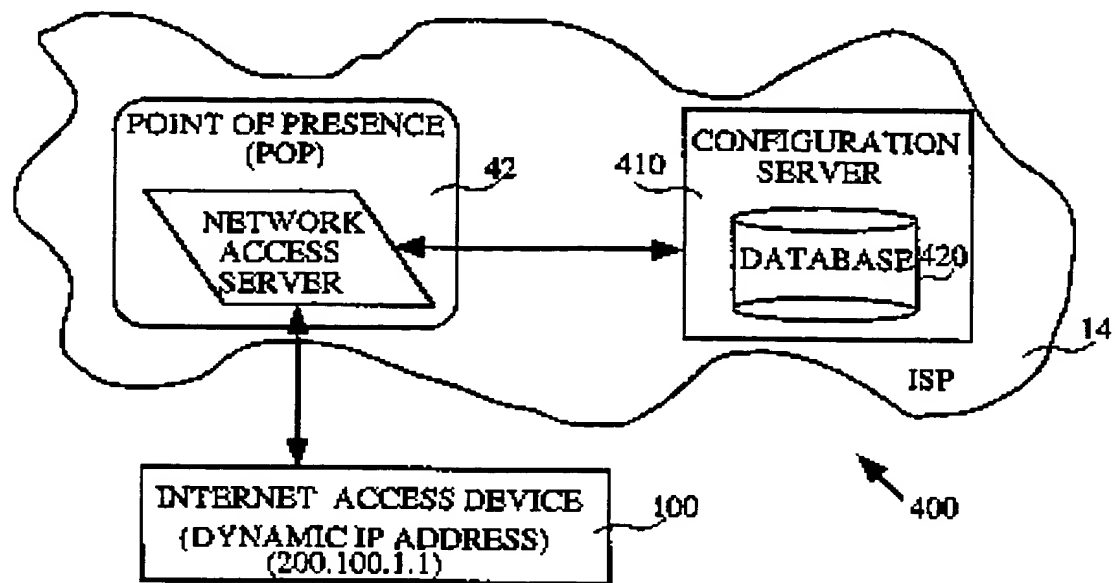 POINT OF PRESENCE
(POP)
42
NETWORK
ACCESS
SERVER
CONFIGURATION
SERVER
410
DATABASE
420
14
ISP
INTERNET ACCESS DEVICE
(DYNAMIC IP ADDRESS)
(200.100.1.1)
100
400